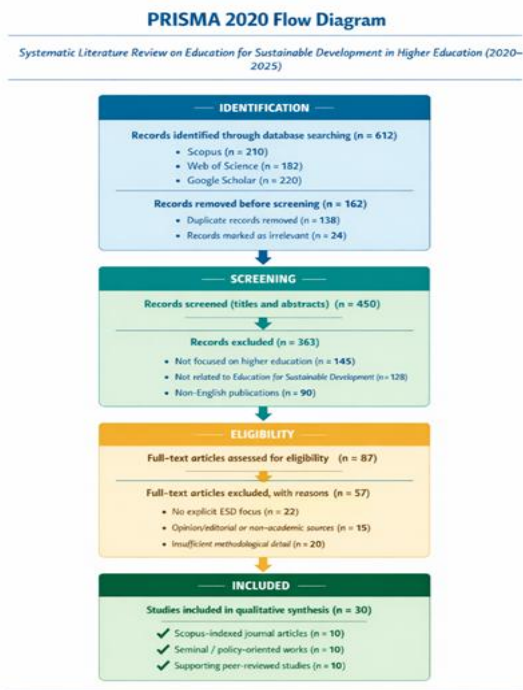 PRISMA 2020 Flow Diagram
Systematic Literature Review on Education for Sustainable Development in Higher Education (2020–
2025)
IDENTIFICATION
Records identified through database searching (n = 612)
• Scopus (n = 210)
• Web of Science (n = 182)
• Google Scholar (n = 220)
Records removed before screening (n = 162)
• Duplicate records removed (n = 138)
• Records marked as irrelevant (n = 24)
SCREENING
Records screened (titles and abstracts) (n = 450)
Records excluded (n = 363)
• Not focused on higher education (n = 145)
• Not related to Education for Sustainable Development (n = 128)
• Non-English publications (n = 90)
ELIGIBILITY
Full-text articles assessed for eligibility (n = 87)
Full-text articles excluded, with reasons (n = 57)
• No explicit ESD focus (n = 22)
• Opinion/editorial or non-academic sources (n = 15)
• Insufficient methodological detail (n = 20)
INCLUDED
Studies included in qualitative synthesis (n = 30)
✓ Scopus-indexed journal articles (n = 10)
✓ Seminal / policy-oriented works (n = 10)
✓ Supporting peer-reviewed studies (n = 10)